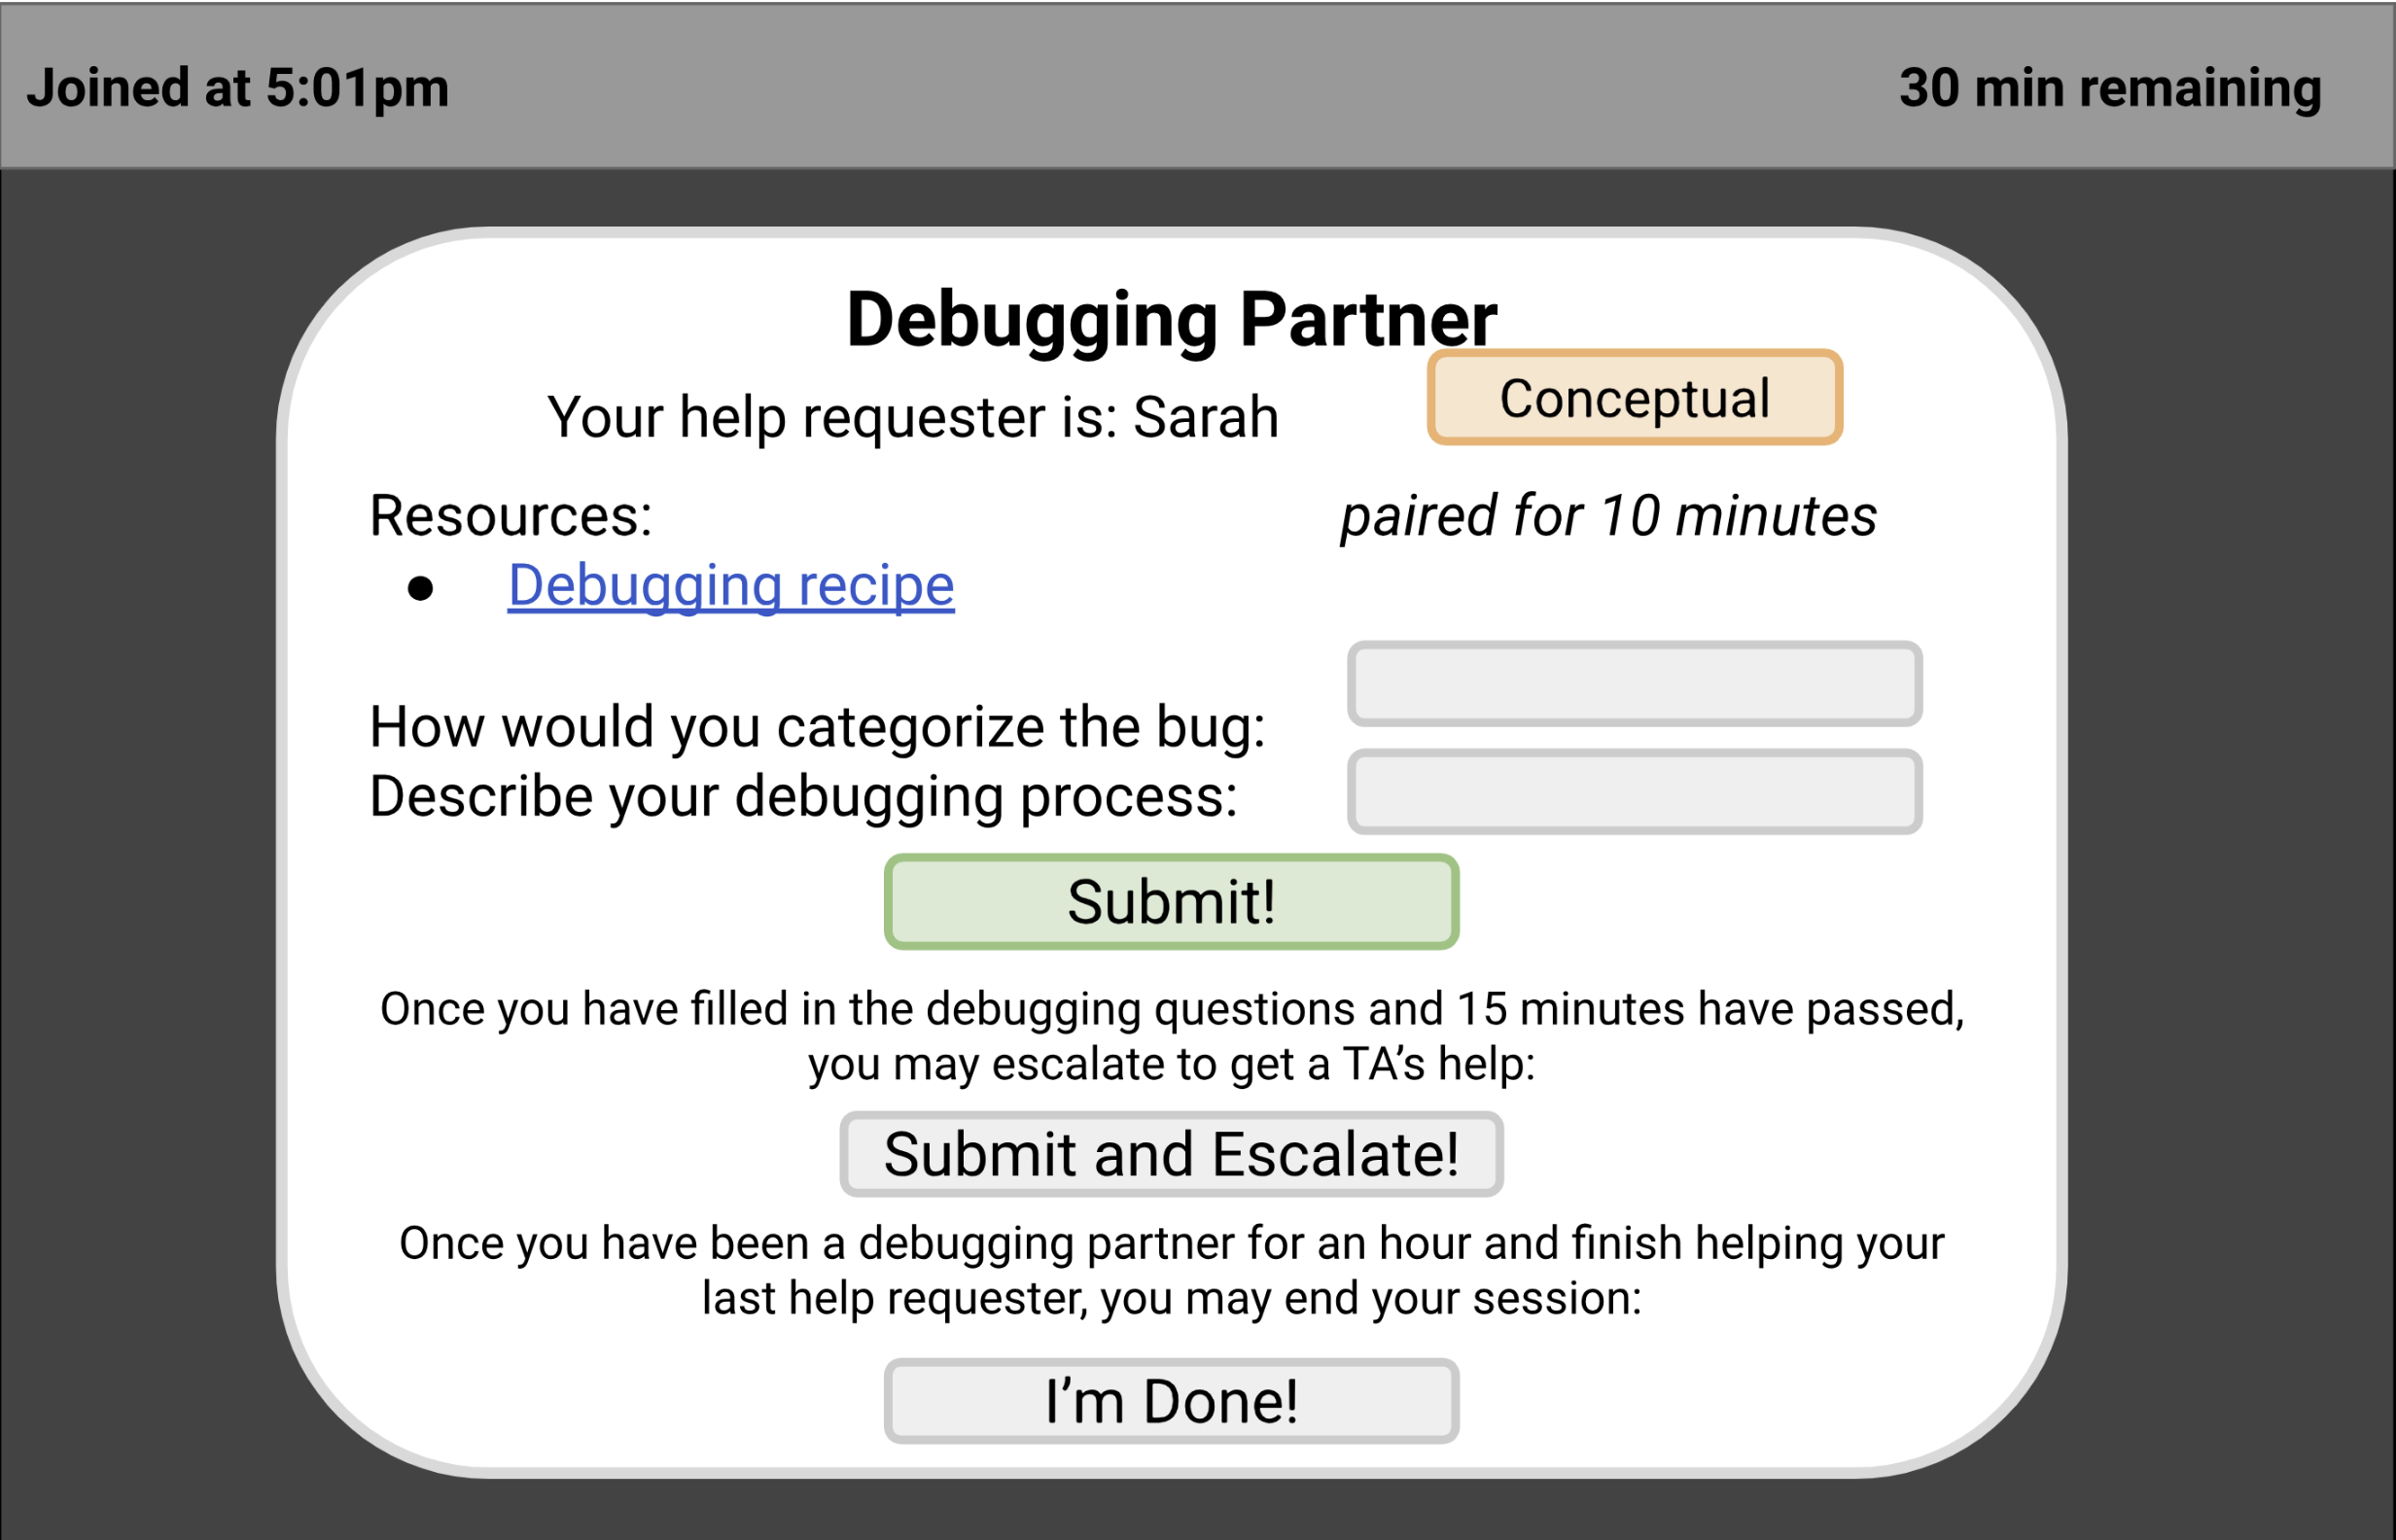 Joined at 5:01pm
30 min remaining
Debugging Partner
Your help requester is: Sarah
Conceptual
Resources:
paired for 10 minutes
● Debugging recipe
How would you categorize the bug:
Describe your debugging process:
Submit!
Once you have filled in the debugging questions and 15 minutes have passed,
you may escalate to get a TA's help:
Submit and Escalate!
Once you have been a debugging partner for an hour and finish helping your
last help requester, you may end your session:
I'm Done!